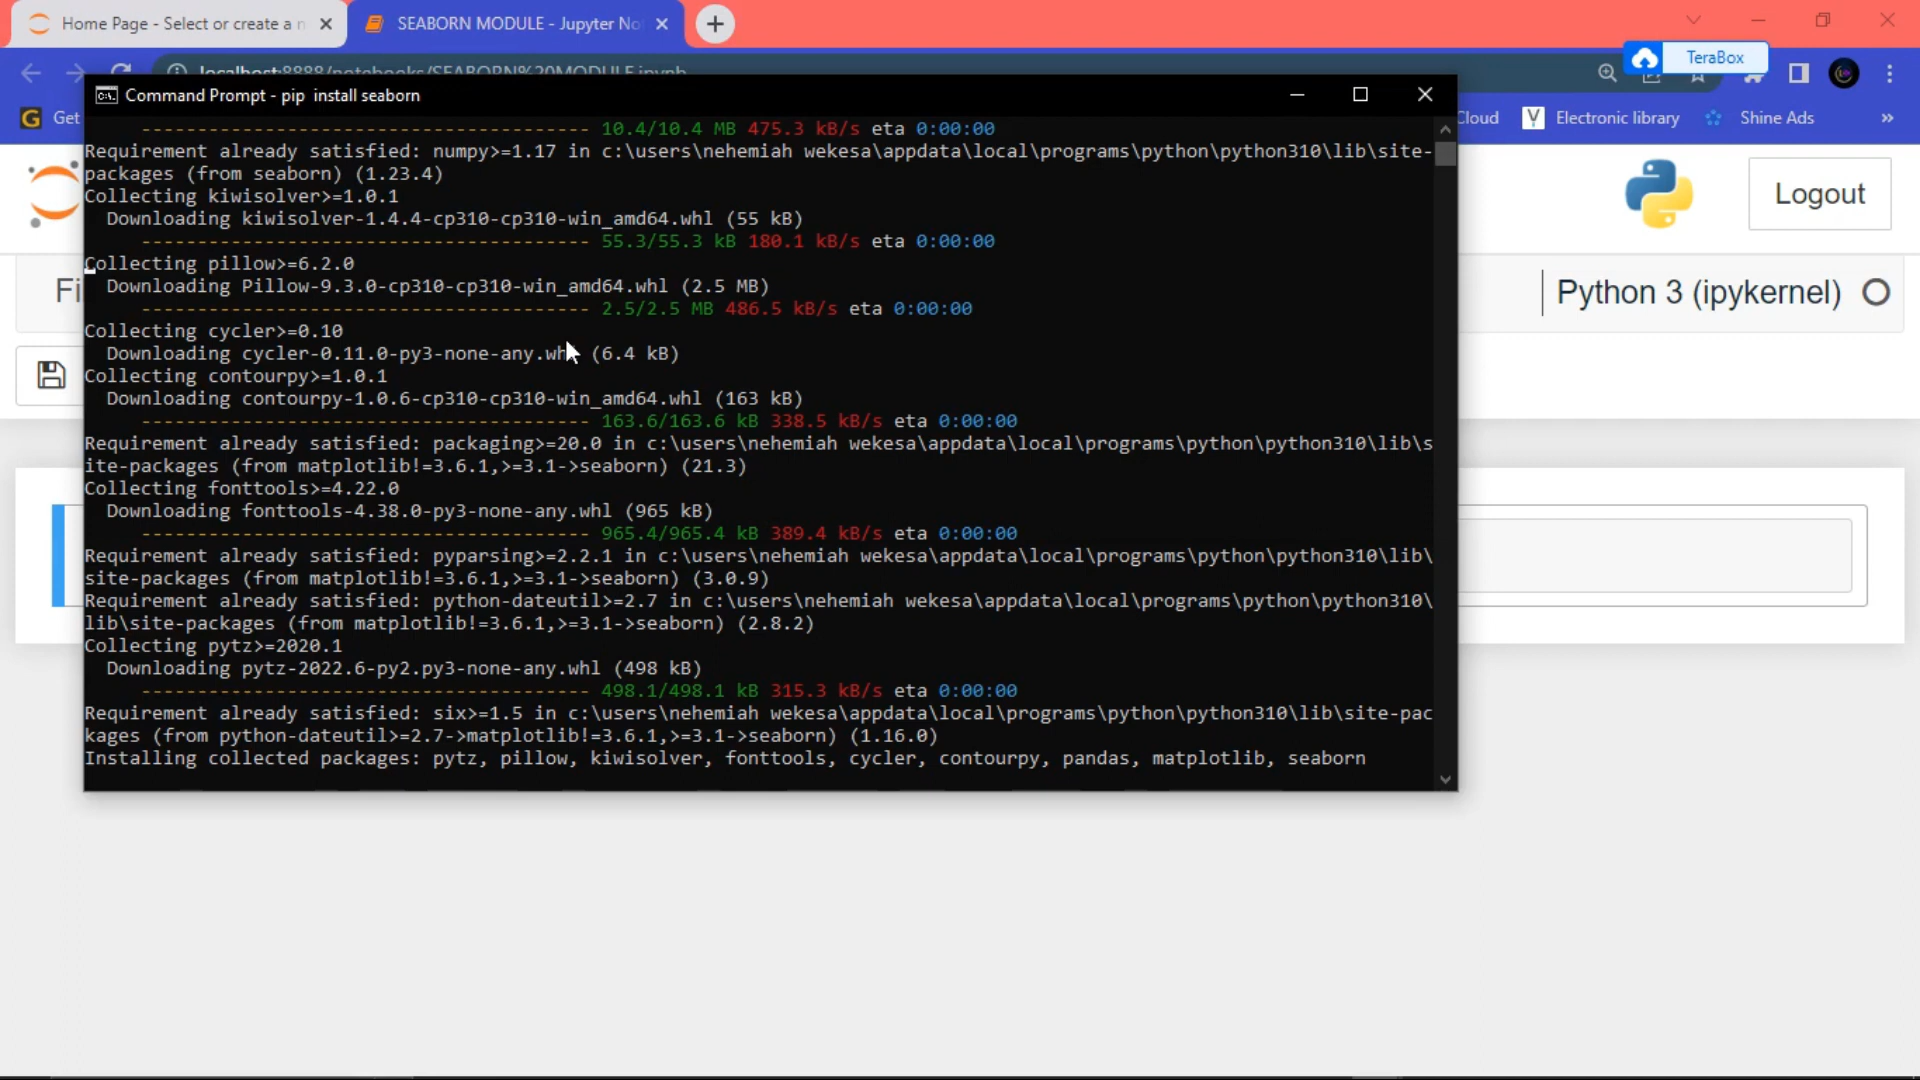 Home Page - Select or create a n
SEABORN MODULE - Jupyter No
TeraBox
localhost:8888/notebooks/SEABORN%20MODULE.ipynb
Command Prompt - pip  install seaborn
Get
Cloud
Electronic library
Shine Ads
»
---------------------------------------- 10.4/10.4 MB 475.3 kB/s eta 0:00:00
Requirement already satisfied: numpy>=1.17 in c:\users\nehemiah wekesa\appdata\local\programs\python\python310\lib\site-
packages (from seaborn) (1.23.4)
Collecting kiwisolver>=1.0.1
Downloading kiwisolver-1.4.4-cp310-cp310-win_amd64.whl (55 kB)
---------------------------------------- 55.3/55.3 kB 180.1 kB/s eta 0:00:00
Collecting pillow>=6.2.0
Downloading Pillow-9.3.0-cp310-cp310-win_amd64.whl (2.5 MB)
---------------------------------------- 2.5/2.5 MB 486.5 kB/s eta 0:00:00
Collecting cycler>=0.10
Downloading cycler-0.11.0-py3-none-any.whl (6.4 kB)
Collecting contourpy>=1.0.1
Downloading contourpy-1.0.6-cp310-cp310-win_amd64.whl (163 kB)
---------------------------------------- 163.6/163.6 kB 338.5 kB/s eta 0:00:00
Requirement already satisfied: packaging>=20.0 in c:\users\nehemiah wekesa\appdata\local\programs\python\python310\lib\s
ite-packages (from matplotlib!=3.6.1,>=3.1->seaborn) (21.3)
Collecting fonttools>=4.22.0
Downloading fonttools-4.38.0-py3-none-any.whl (965 kB)
---------------------------------------- 965.4/965.4 kB 389.4 kB/s eta 0:00:00
Requirement already satisfied: pyparsing>=2.2.1 in c:\users\nehemiah wekesa\appdata\local\programs\python\python310\lib\
site-packages (from matplotlib!=3.6.1,>=3.1->seaborn) (3.0.9)
Requirement already satisfied: python-dateutil>=2.7 in c:\users\nehemiah wekesa\appdata\local\programs\python\python310\
lib\site-packages (from matplotlib!=3.6.1,>=3.1->seaborn) (2.8.2)
Collecting pytz>=2020.1
Downloading pytz-2022.6-py2.py3-none-any.whl (498 kB)
---------------------------------------- 498.1/498.1 kB 315.3 kB/s eta 0:00:00
Requirement already satisfied: six>=1.5 in c:\users\nehemiah wekesa\appdata\local\programs\python\python310\lib\site-pac
kages (from python-dateutil>=2.7->matplotlib!=3.6.1,>=3.1->seaborn) (1.16.0)
Installing collected packages: pytz, pillow, kiwisolver, fonttools, cycler, contourpy, pandas, matplotlib, seaborn
Logout
Fi
Python 3 (ipykernel)